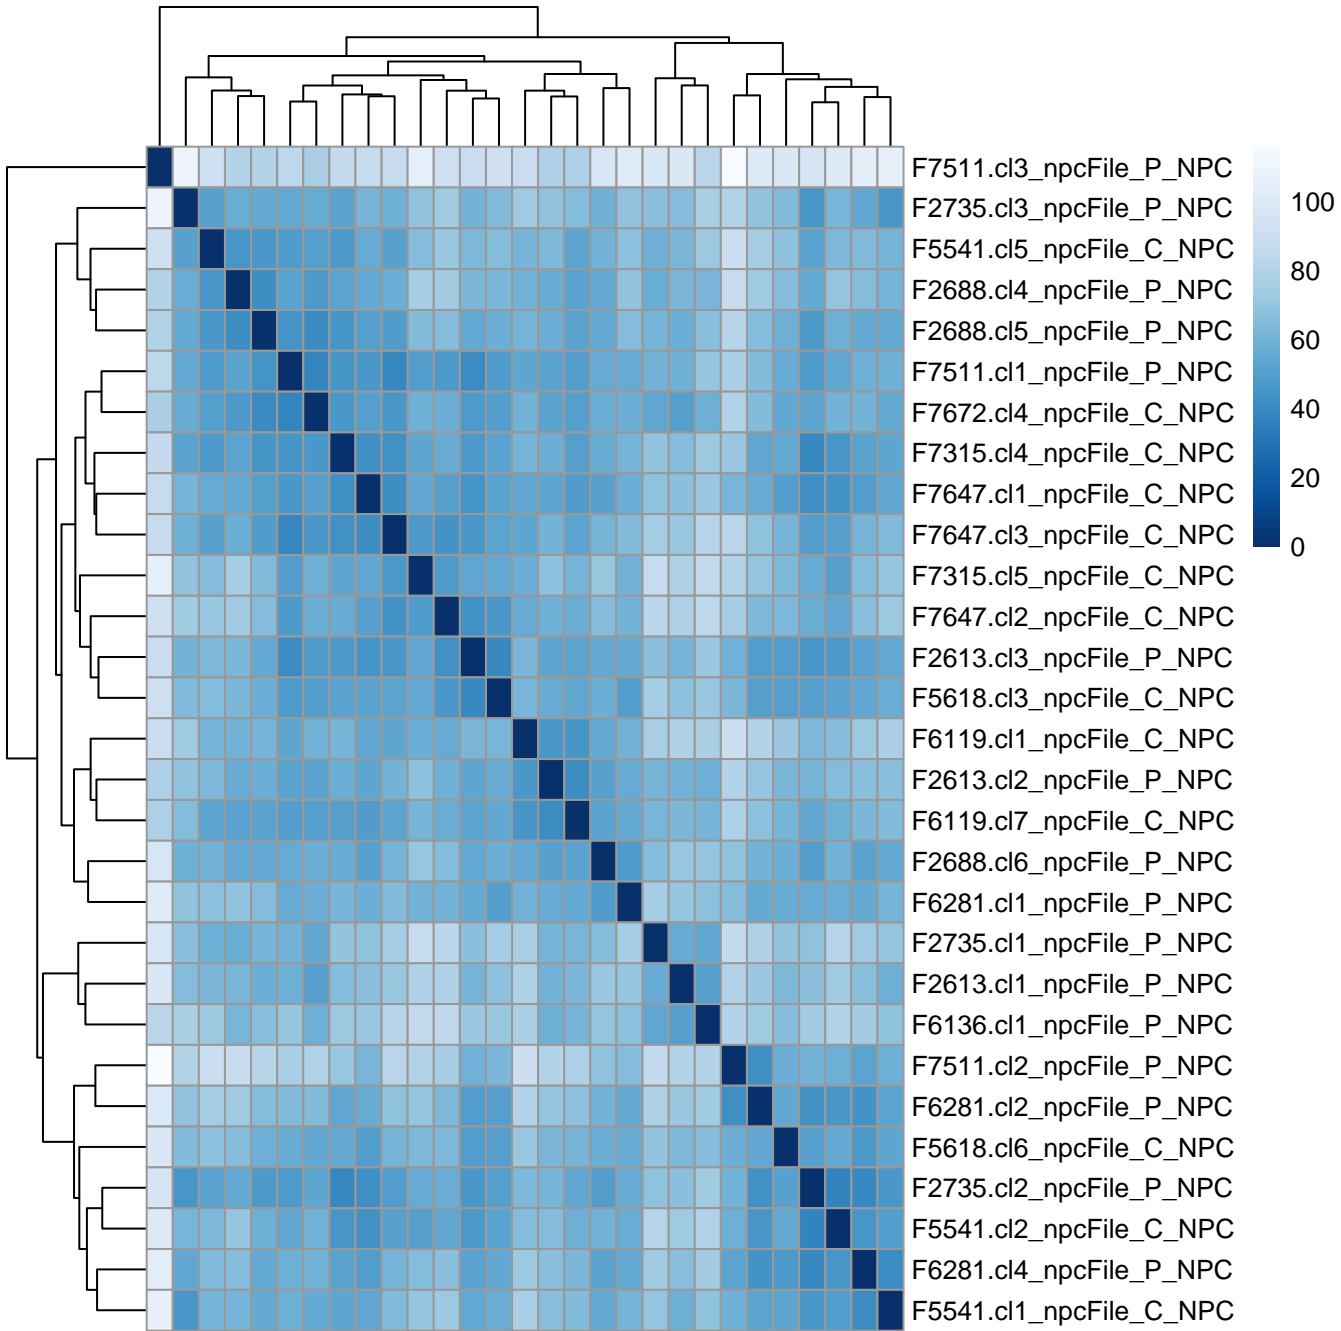 F7511.cl3_npcFile_P_NPC
F2735.cl3_npcFile_P_NPC
F5541.cl5_npcFile_C_NPC
F2688.cl4_npcFile_P_NPC
F2688.cl5_npcFile_P_NPC
F7511.cl1_npcFile_P_NPC
F7672.cl4_npcFile_C_NPC
F7315.cl4_npcFile_C_NPC
F7647.cl1_npcFile_C_NPC
F7647.cl3_npcFile_C_NPC
F7315.cl5_npcFile_C_NPC
F7647.cl2_npcFile_C_NPC
F2613.cl3_npcFile_P_NPC
F5618.cl3_npcFile_C_NPC
F6119.cl1_npcFile_C_NPC
F2613.cl2_npcFile_P_NPC
F6119.cl7_npcFile_C_NPC
F2688.cl6_npcFile_P_NPC
F6281.cl1_npcFile_P_NPC
F2735.cl1_npcFile_P_NPC
F2613.cl1_npcFile_P_NPC
F6136.cl1_npcFile_P_NPC
F7511.cl2_npcFile_P_NPC
F6281.cl2_npcFile_P_NPC
F5618.cl6_npcFile_C_NPC
F2735.cl2_npcFile_P_NPC
F5541.cl2_npcFile_C_NPC
F6281.cl4_npcFile_P_NPC
F5541.cl1_npcFile_C_NPC
100
80
60
40
20
0